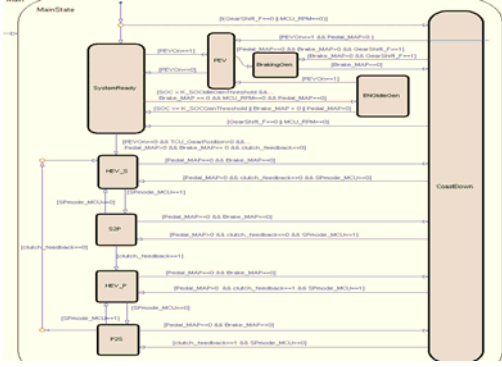 Main
MainState
[(GearShift_F==0 || MCU_RPM==0)]
[PEVOn==1 && Pedal_MAP>0 ]
[PEVOn==1]
PEV
[Pedal_MAP==0 && Brake_MAP>0 && GearShift_F==1]
[Brake_MAP>0 && GearShift_F==1]
BrakingGen
[Brake_MAP==0]
[PEVOn==0]
[PEVOn==1]
SystemReady
ENGIdleGen
[SOC < K_SOCIdleGenThreshold &&...
Brake_MAP == 0 && MCU_RPM==0 && Pedal_MAP==0]
[SOC >= K_SOCGenThreshold || Brake_MAP > 0 || Pedal_MAP>0]
[GearShift_F==0 || MCU_RPM==0]
[PEVOn==0 && TCU_GearPosition>0 &&...
Pedal_MAP>0 && Brake_MAP== 0 && clutch_feedback==0]
HEV_S
[Pedal_MAP==0 && Brake_MAP>=0]
[Pedal_MAP>0 && clutch_feedback==0 && SPmode_MCU==0]
CoastDown
[SPmode_MCU==0]
[SPmode_MCU==1]
S2P
[Pedal_MAP==0 && Brake_MAP>=0]
[Pedal_MAP>0 && clutch_feedback==0 && SPmode_MCU==1]
[clutch_feedback==0]
[clutch_feedback==1]
HEV_P
[Pedal_MAP==0 && Brake_MAP>=0]
[Pedal_MAP>0 && clutch_feedback==1 && SPmode_MCU==1]
[SPmode_MCU==0]
[SPmode_MCU==1]
P2S
[Pedal_MAP==0 && Brake_MAP>=0]
[clutch_feedback==1 && SPmode_MCU==0]